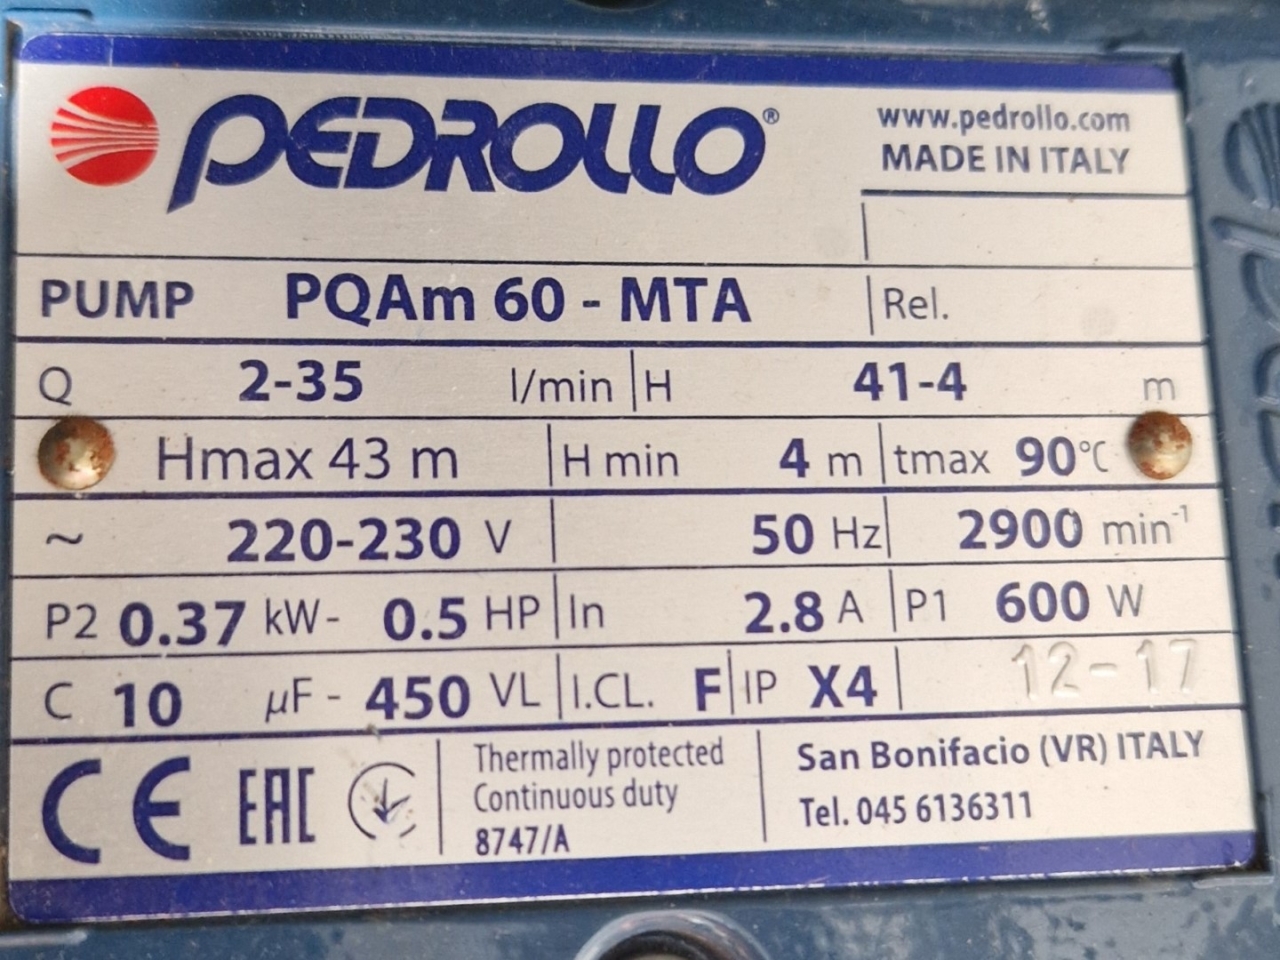 PEDROLLO®
www.pedrollo.com
MADE IN ITALY
PUMP PQAm 60 - MTA Rel.
Q 2-35 l/min H 41-4 m
Hmax 43 m H min 4 m tmax 90°C
~ 220-230 V 50 Hz 2900 min-1
P2 0.37 kW- 0.5 HP In 2.8 A P1 600 W
C 10 µF - 450 VL I.CL. F IP X4 12-17
CE EAC
Thermally protected
Continuous duty
8747/A
San Bonifacio (VR) ITALY
Tel. 045 6136311